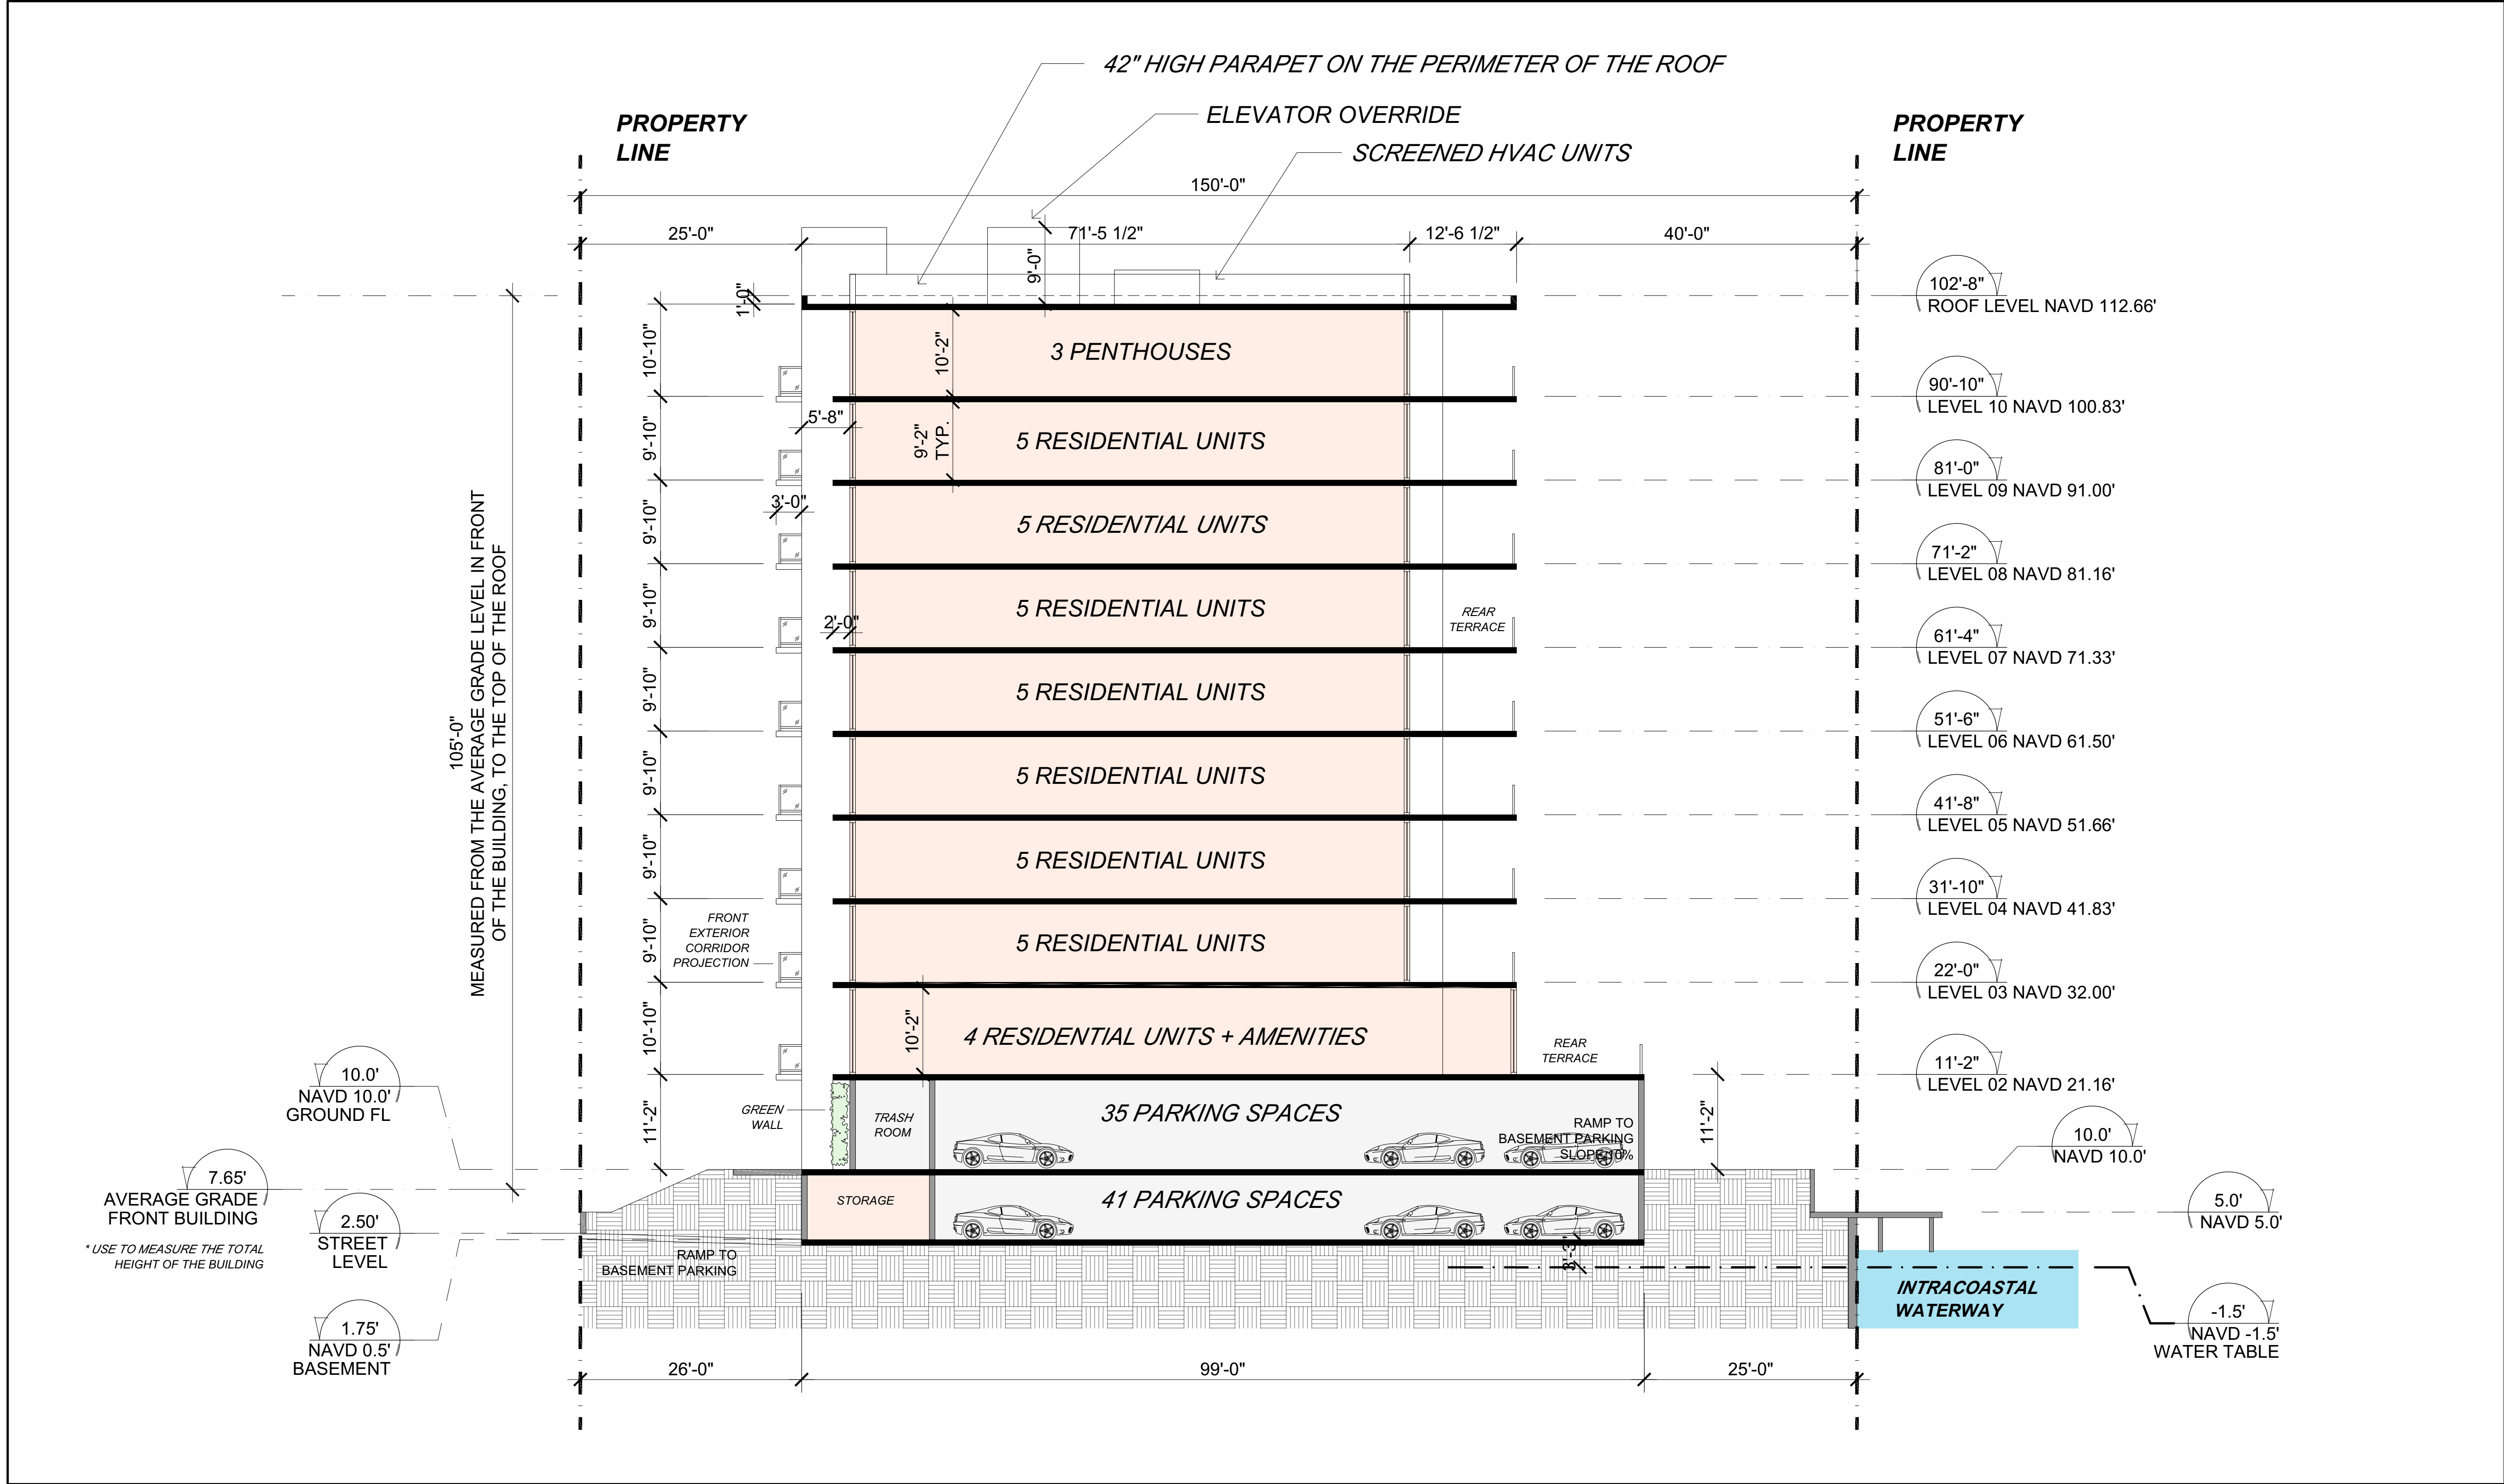 42" HIGH PARAPET ON THE PERIMETER OF THE ROOF
ELEVATOR OVERRIDE
SCREENED HVAC UNITS
PROPERTY
LINE
PROPERTY
LINE
150'-0"
25'-0"
71'-5 1/2"
12'-6 1/2"
40'-0"
9'-0"
1'-0"
102'-8"
ROOF LEVEL NAVD 112.66'
10'-10"
10'-2"
3 PENTHOUSES
90'-10"
LEVEL 10 NAVD 100.83'
5'-8"
9'-10"
9'-2"
TYP.
5 RESIDENTIAL UNITS
81'-0"
LEVEL 09 NAVD 91.00'
3'-0"
9'-10"
5 RESIDENTIAL UNITS
71'-2"
LEVEL 08 NAVD 81.16'
9'-10"
2'-0"
5 RESIDENTIAL UNITS
REAR
TERRACE
61'-4"
LEVEL 07 NAVD 71.33'
9'-10"
5 RESIDENTIAL UNITS
51'-6"
LEVEL 06 NAVD 61.50'
105'-0"
MEASURED FROM THE AVERAGE GRADE LEVEL IN FRONT
OF THE BUILDING, TO THE TOP OF THE ROOF
9'-10"
5 RESIDENTIAL UNITS
41'-8"
LEVEL 05 NAVD 51.66'
9'-10"
5 RESIDENTIAL UNITS
31'-10"
LEVEL 04 NAVD 41.83'
FRONT
EXTERIOR
CORRIDOR
PROJECTION
9'-10"
5 RESIDENTIAL UNITS
22'-0"
LEVEL 03 NAVD 32.00'
10'-10"
10'-2"
4 RESIDENTIAL UNITS + AMENITIES
REAR
TERRACE
11'-2"
LEVEL 02 NAVD 21.16'
10.0'
NAVD 10.0'
GROUND FL
11'-2"
GREEN
WALL
TRASH
ROOM
35 PARKING SPACES
RAMP TO
BASEMENT PARKING
SLOPE 10%
11'-2"
10.0'
NAVD 10.0'
7.65'
AVERAGE GRADE
FRONT BUILDING
* USE TO MEASURE THE TOTAL
HEIGHT OF THE BUILDING
2.50'
STREET
LEVEL
STORAGE
41 PARKING SPACES
5.0'
NAVD 5.0'
RAMP TO
BASEMENT PARKING
3'-3"
INTRACOASTAL
WATERWAY
1.75'
NAVD 0.5'
BASEMENT
-1.5'
NAVD -1.5'
WATER TABLE
26'-0"
99'-0"
25'-0"